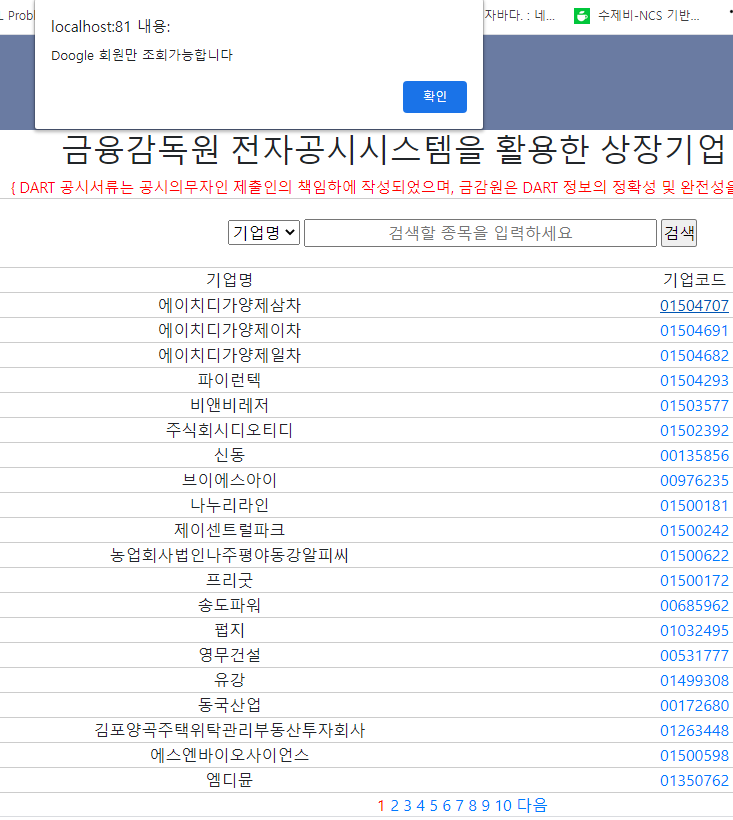 L Probl
자바다. : 네...
수제비-NCS 기반...
localhost:81 내용:
Doogle 회원만 조회가능합니다
확인
금융감독원 전자공시시스템을 활용한 상장기업
{ DART 공시서류는 공시의무자인 제출인의 책임하에 작성되었으며, 금감원은 DART 정보의 정확성 및 완전성을
기업명 검색할 종목을 입력하세요 검색
기업명 기업코드
에이치디가양제삼차 01504707
에이치디가양제이차 01504691
에이치디가양제일차 01504682
파이런텍 01504293
비앤비레저 01503577
주식회시디오티디 01502392
신동 00135856
브이에스아이 00976235
나누리라인 01500181
제이센트럴파크 01500242
농업회사법인나주평야동강알피씨 01500622
프리굿 01500172
송도파워 00685962
펍지 01032495
영무건설 00531777
유강 01499308
동국산업 00172680
김포양곡주택위탁관리부동산투자회사 01263448
에스엔바이오사이언스 01500598
엠디뮨 01350762
1 2 3 4 5 6 7 8 9 10 다음